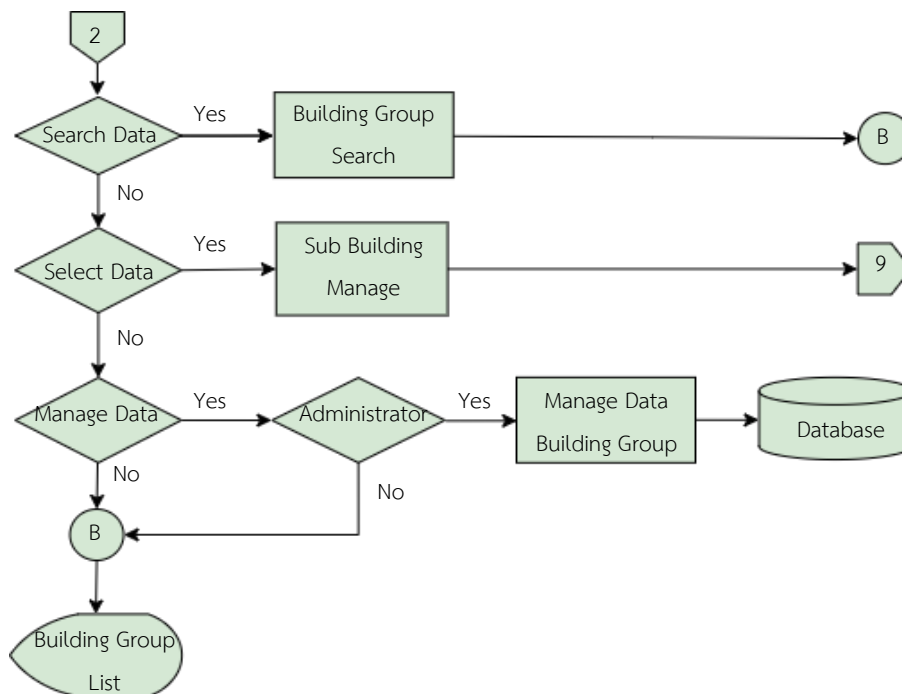 2
Search Data
Yes
Building Group
Search
B
No
Select Data
Yes
Sub Building
Manage
9
No
Manage Data
Yes
Administrator
Yes
Manage Data
Building Group
Database
No
No
B
Building Group
List